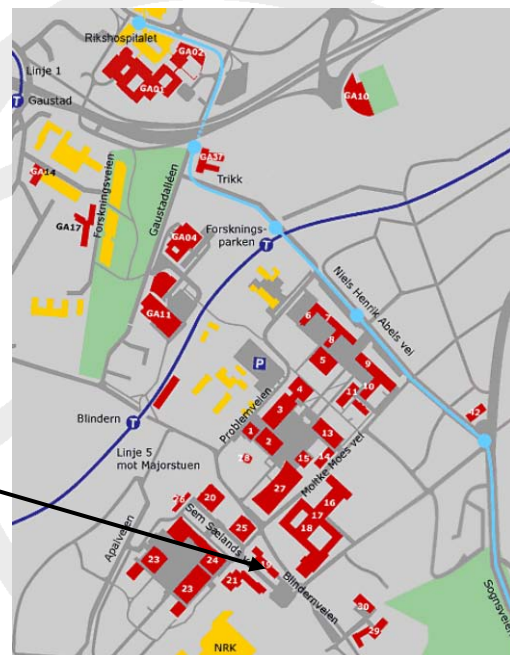 Rikshospitalet
GA02
Linje 1
GA01
GA10
Gaustad
T
GA37
GA14
Trikk
Forskningsveien
Gaustadalléen
GA17
GA04
Forsknings-
parken
T
Niels Henrik Abels vei
GA11
6
7
8
P
5
9
10
11
4
Problemveien
3
Blindern
T
1
2
13
12
Linje 5
mot Majorstuen
15
14
Moltke Moes vei
27
20
16
17
18
Sem Sælands
25
Apalveien
23
24
21
Blindernveien
23
30
29
Sognsveien
NRK